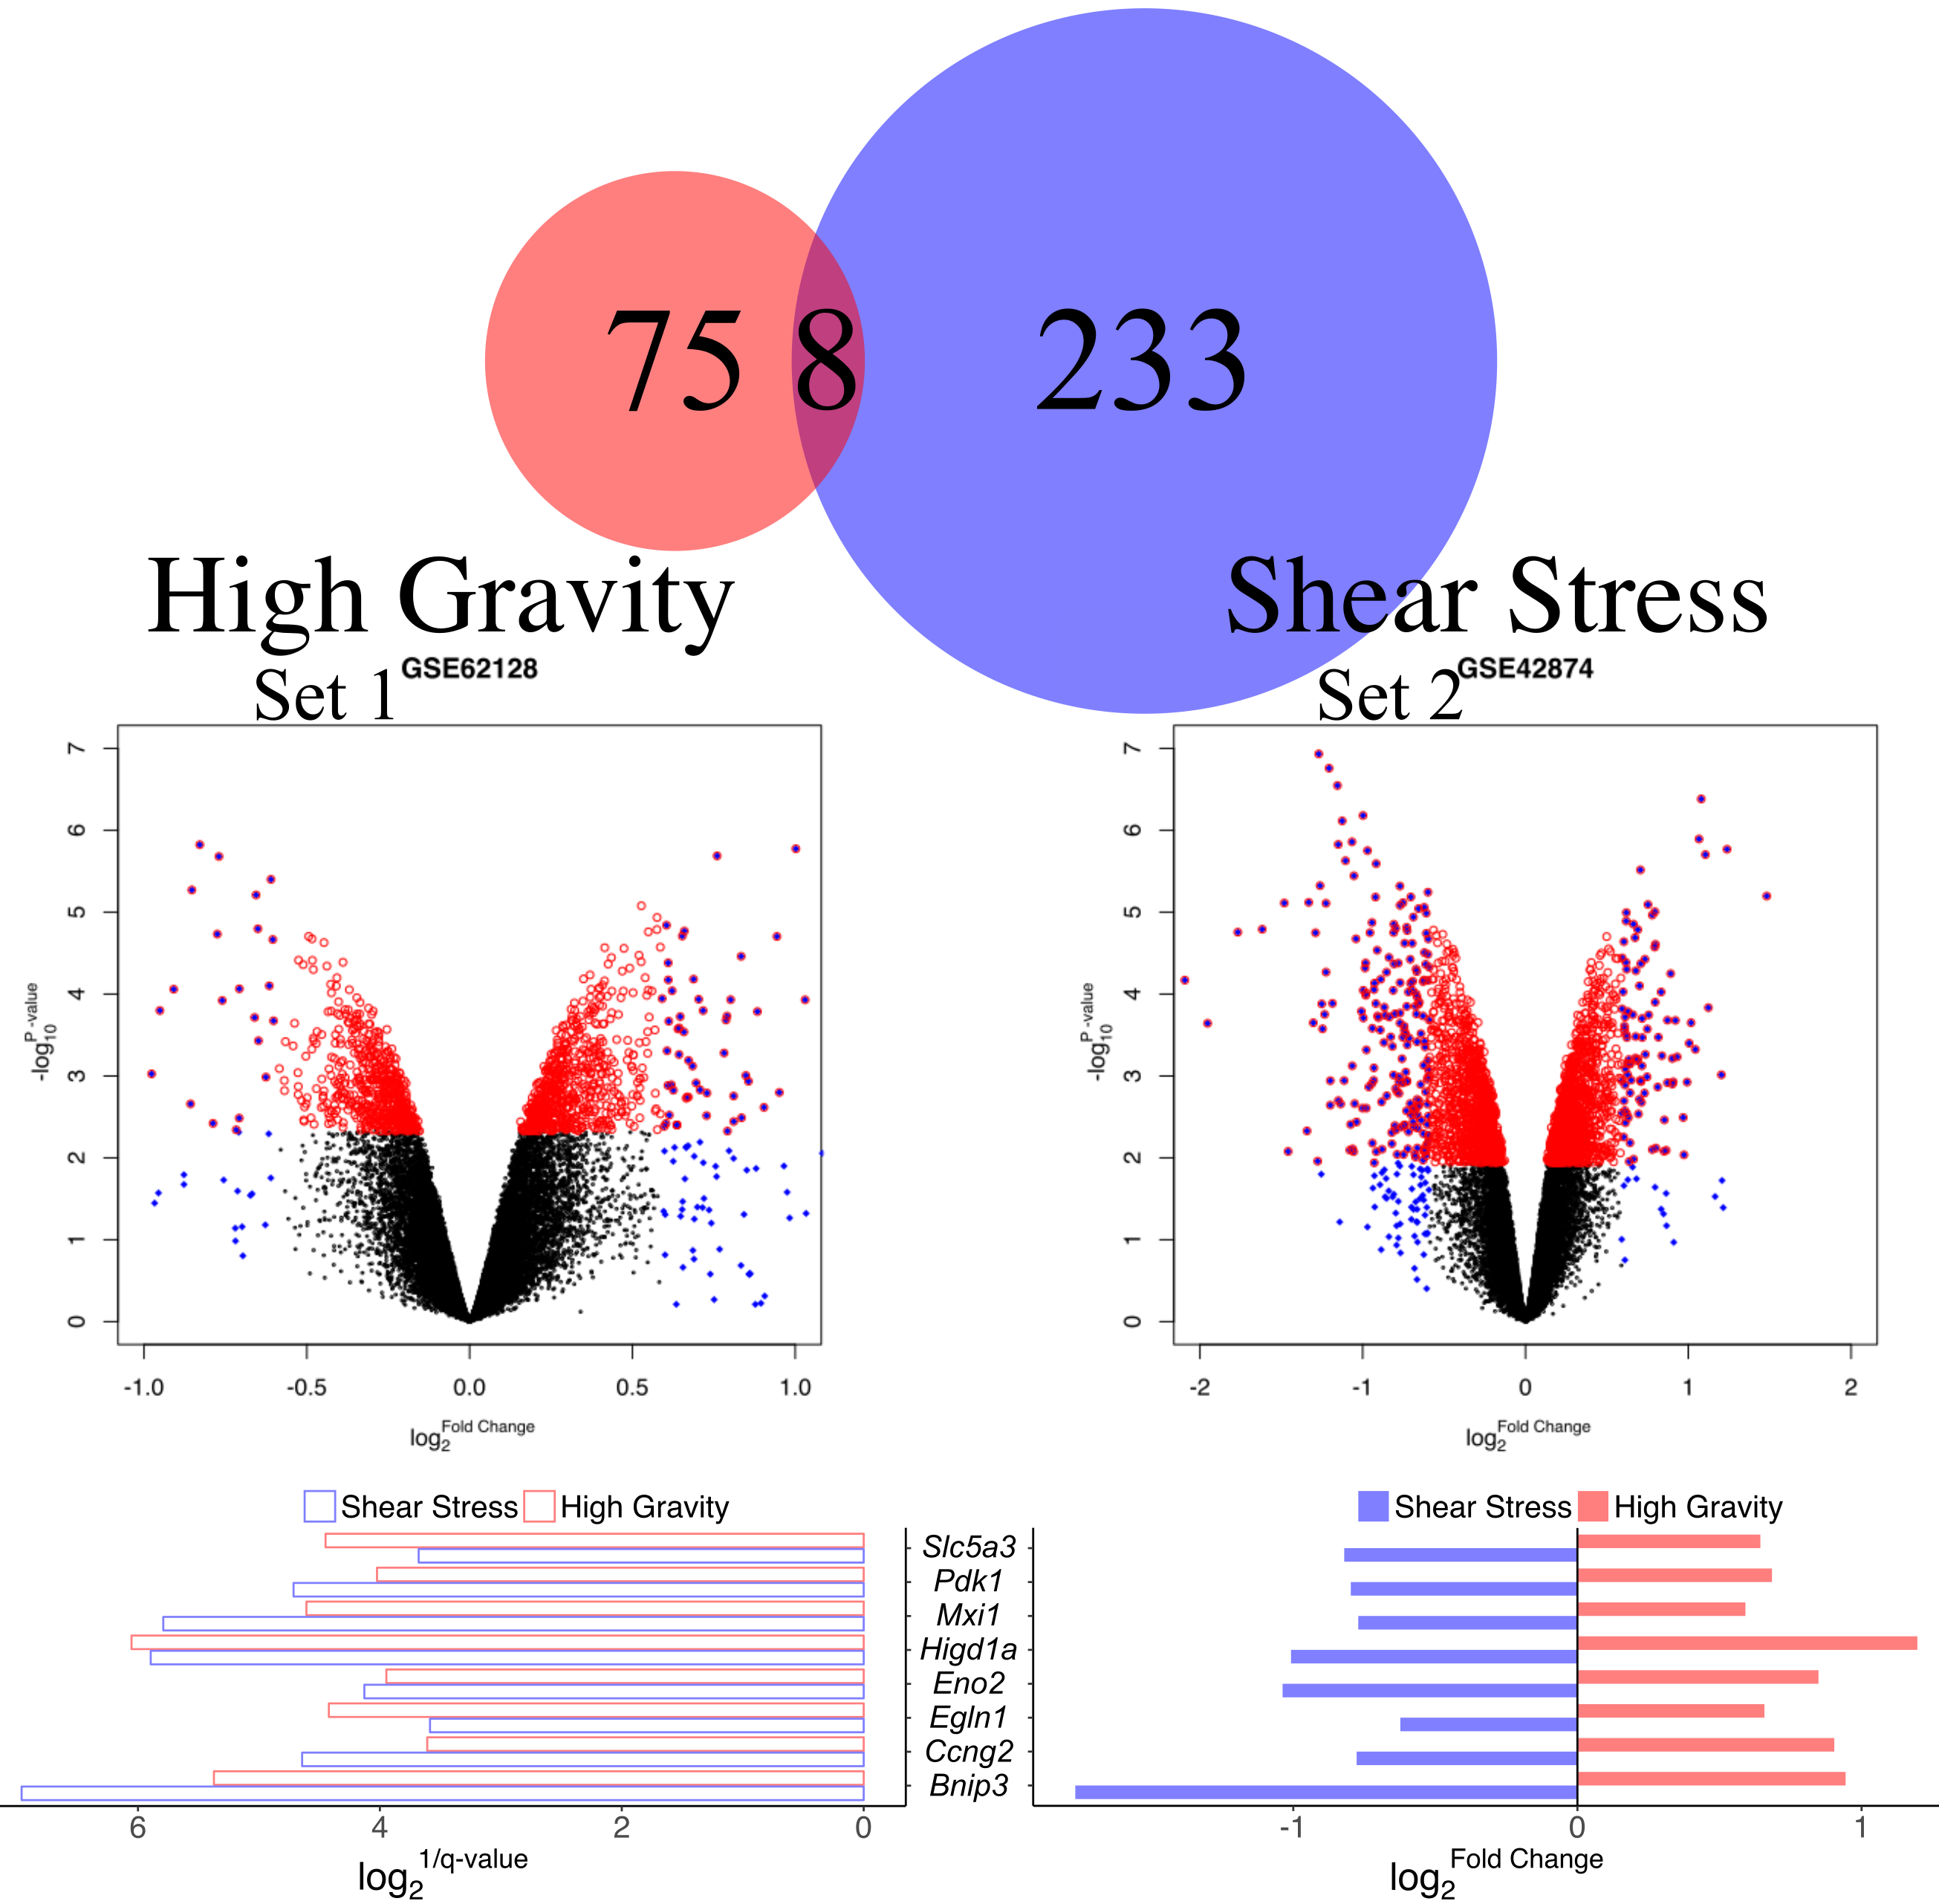 75 8 233
High Gravity
Shear Stress
Set 1 GSE62128
Set 2 GSE42874
7
6
5
4
3
2
1
0
-log10 P-value
-1.0 -0.5 0.0 0.5 1.0
log2 Fold Change
7
6
5
4
3
2
1
0
-log10 P-value
-2 -1 0 1 2
log2 Fold Change
Shear Stress High Gravity
Shear Stress High Gravity
Slc5a3
Pdk1
Mxi1
Higd1a
Eno2
Egln1
Ccng2
Bnip3
6 4 2 0
log2 1/q-value
-1 0 1
log2 Fold Change